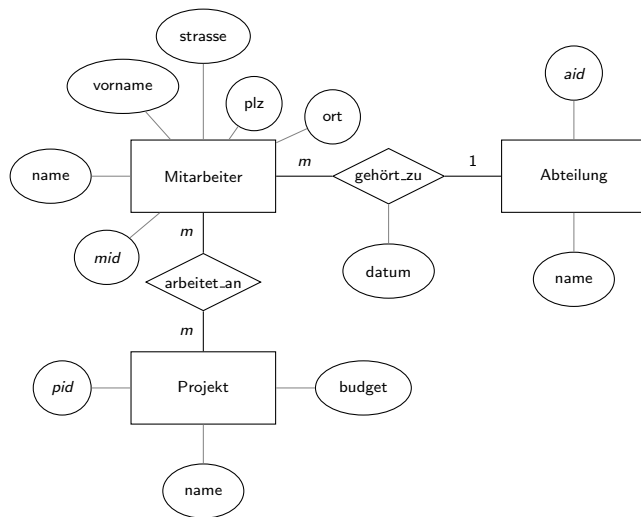 strasse
vorname
aid
plz
ort
name
Mitarbeiter
m
gehört_zu
1
Abteilung
mid
m
datum
name
arbeitet_an
m
pid
Projekt
budget
name